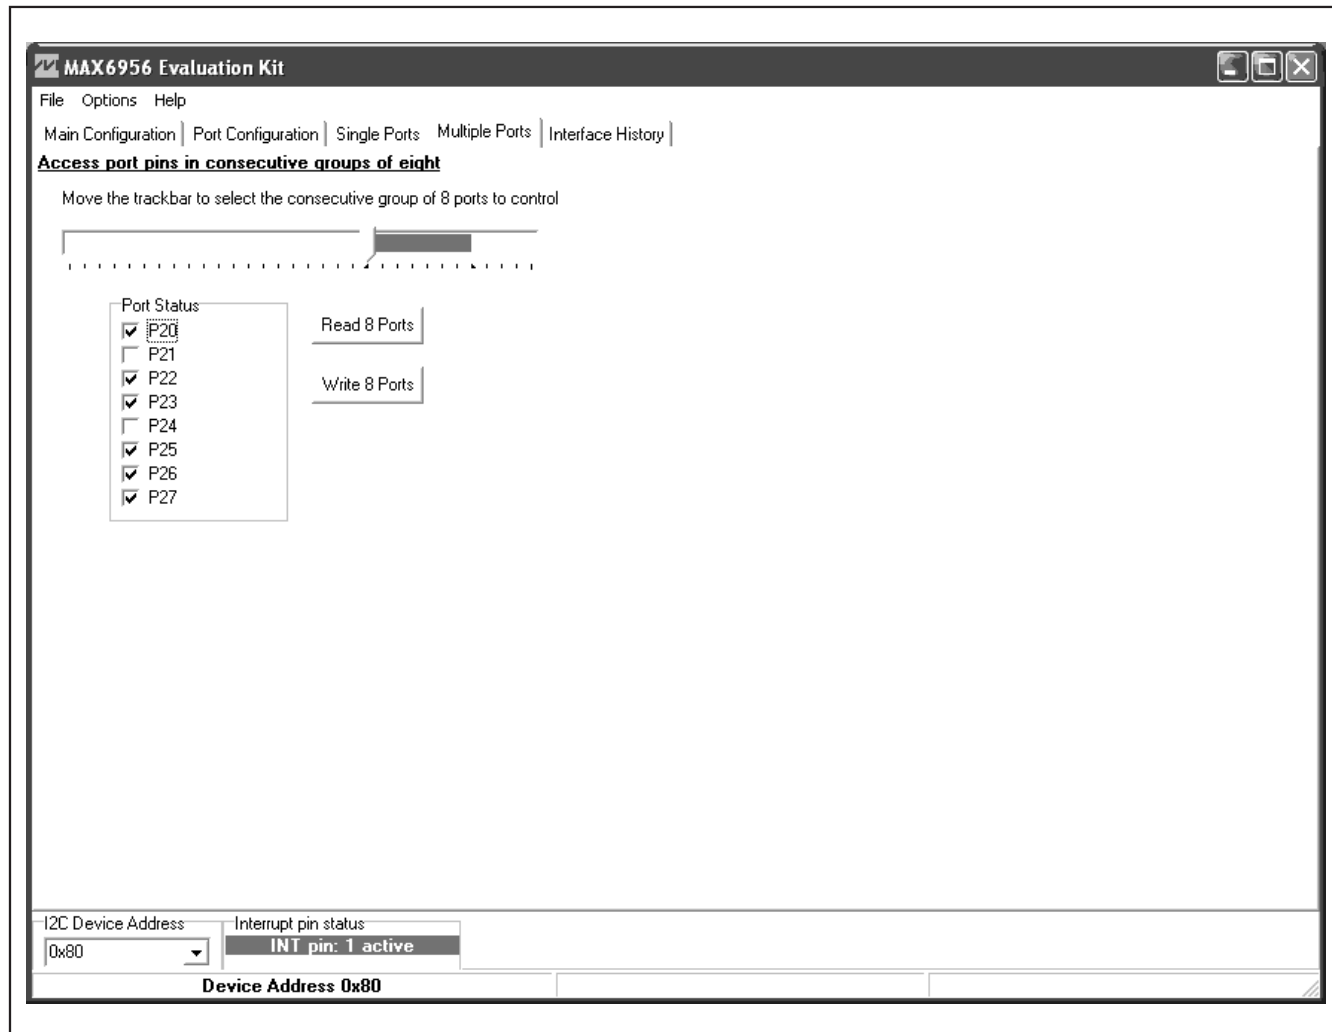 MAX6956 Evaluation Kit
File Options Help
Main Configuration Port Configuration Single Ports Multiple Ports Interface History
Access port pins in consecutive groups of eight
Move the trackbar to select the consecutive group of 8 ports to control
Port Status
P20
P21
P22
P23
P24
P25
P26
P27
Read 8 Ports
Write 8 Ports
I2C Device Address
0x80
Interrupt pin status
INT pin: 1 active
Device Address 0x80